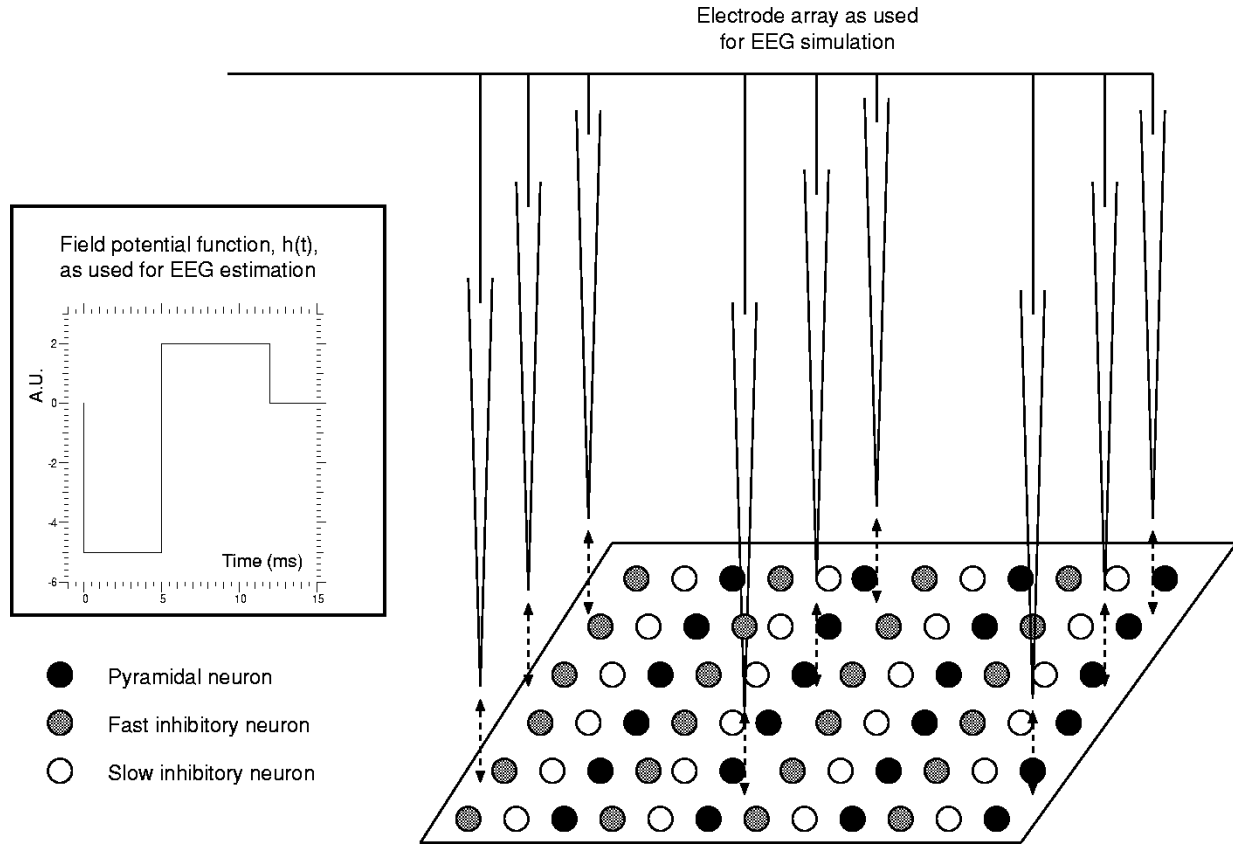 Electrode array as used
for EEG simulation
Field potential function, h(t),
as used for EEG estimation
2
0
-2
-4
-6
A.U.
Time (ms)
0 5 10 15
Pyramidal neuron
Fast inhibitory neuron
Slow inhibitory neuron